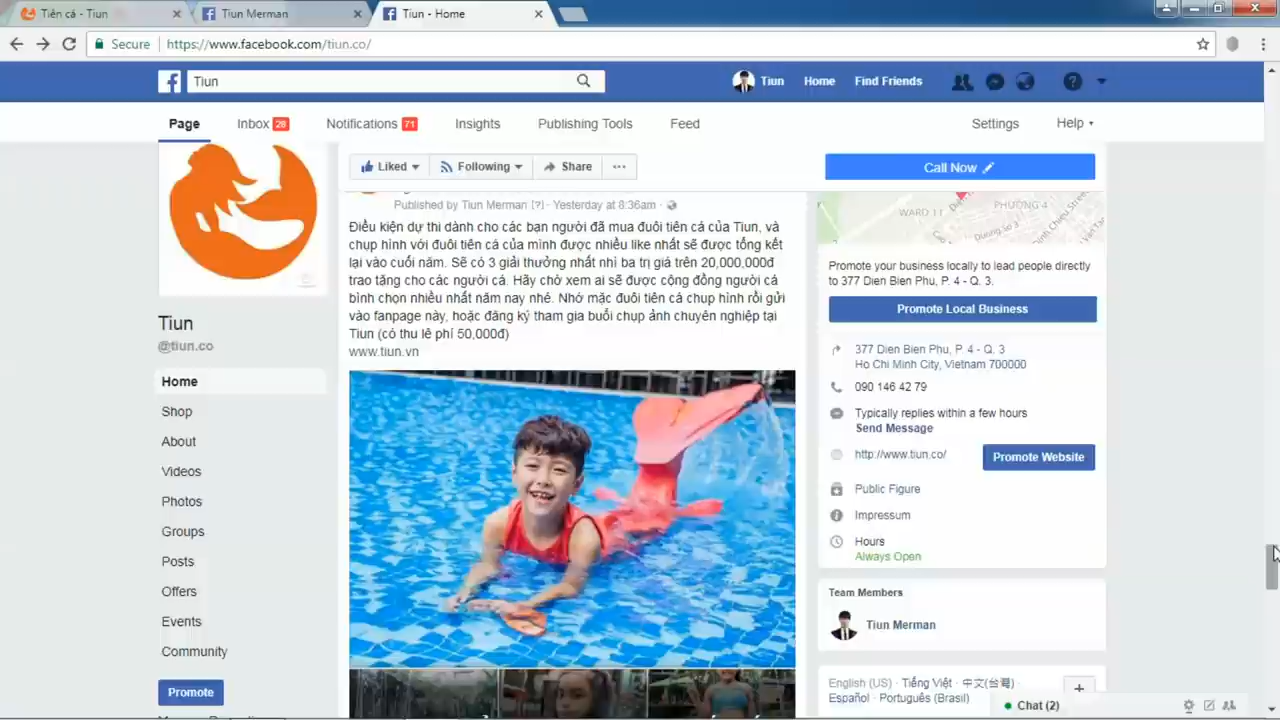 Tiên cá - Tiun
Tiun Merman
Tiun - Home
Secure
https://www.facebook.com/tiun.co/
Tiun
Tiun
Home
Find Friends
Page
Inbox 28
Notifications 71
Insights
Publishing Tools
Feed
Settings
Help
Liked
Following
Share
Call Now
Published by Tiun Merman [?] · Yesterday at 8:36am ·
Điều kiện dự thi dành cho các bạn người đã mua đuôi tiên cá của Tiun, và
chụp hình với đuôi tiên cá của mình được nhiều like nhất sẽ được tổng kết
lại vào cuối năm. Sẽ có 3 giải thưởng nhất nhì ba trị giá trên 20,000,000đ
trao tặng cho các người cá. Hãy chờ xem ai sẽ được cộng đồng người cá
bình chọn nhiều nhất năm nay nhé. Nhớ mặc đuôi tiên cá chụp hình rồi gửi
vào fanpage này, hoặc đăng ký tham gia buổi chụp ảnh chuyên nghiệp tại
Tiun (có thu lệ phí 50,000đ)
www.tiun.vn
Tiun
@tiun.co
Home
Shop
About
Videos
Photos
Groups
Posts
Offers
Events
Community
Promote
WARD 11
PHƯỜNG 4
Promote your business locally to lead people directly
to 377 Dien Bien Phu, P. 4 - Q. 3.
Promote Local Business
377 Dien Bien Phu, P. 4 - Q. 3
Ho Chi Minh City, Vietnam 700000
090 146 42 79
Typically replies within a few hours
Send Message
http://www.tiun.co/
Promote Website
Public Figure
Impressum
Hours
Always Open
Team Members
Tiun Merman
English (US) · Tiếng Việt · 中文(台灣) ·
Español · Português (Brasil)
Chat (2)